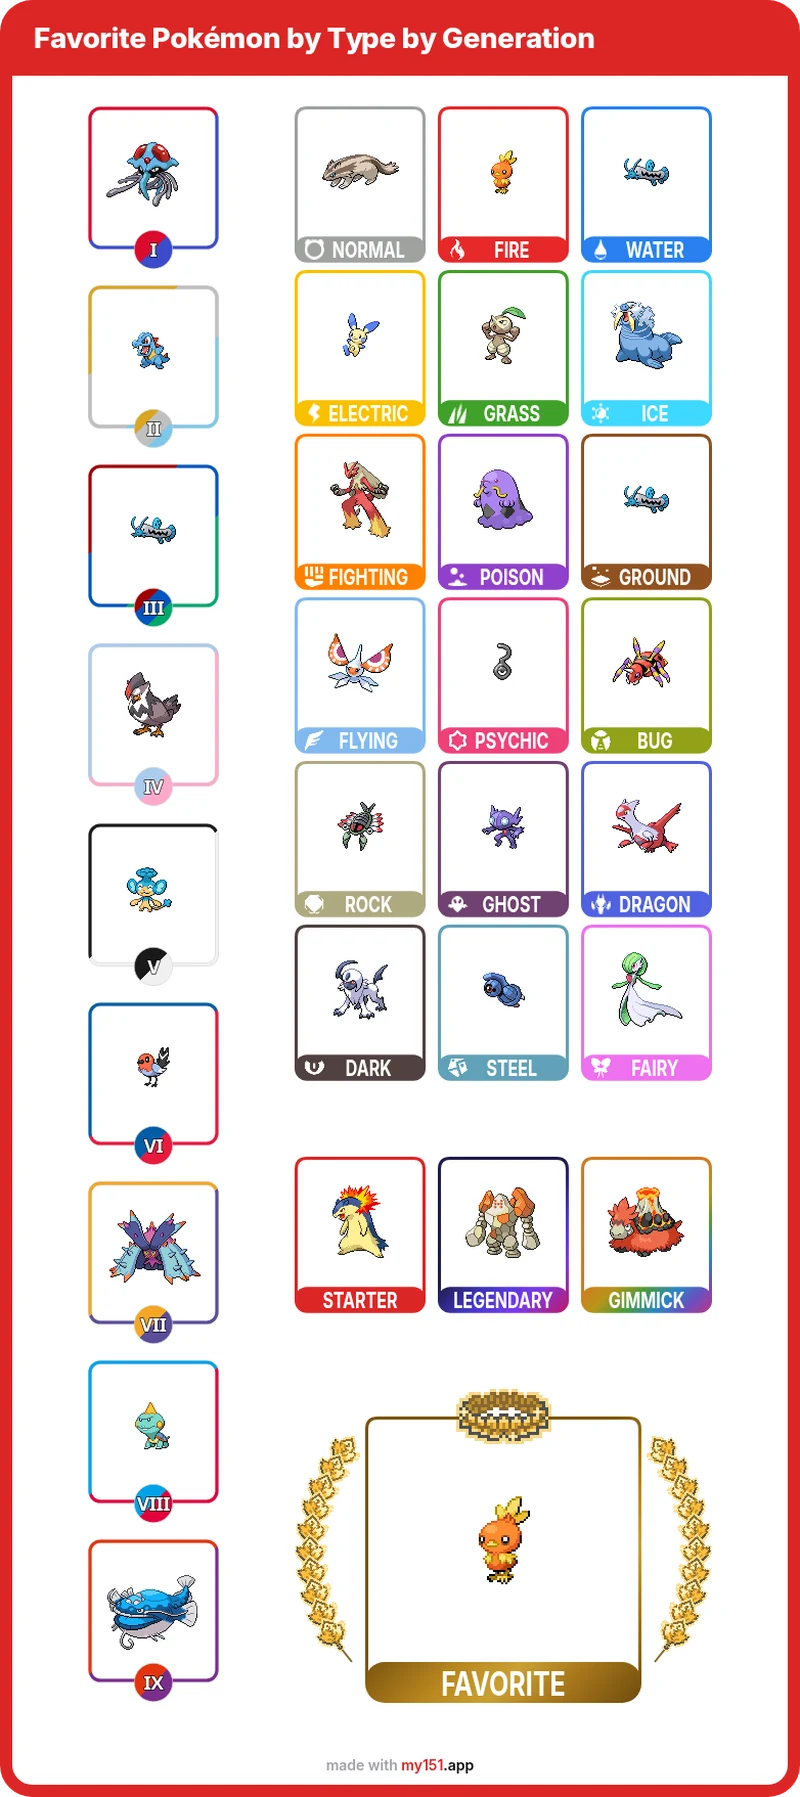 Favorite Pokémon by Type by Generation
I
II
III
IV
V
VI
VII
VIII
IX
NORMAL
FIRE
WATER
ELECTRIC
GRASS
ICE
FIGHTING
POISON
GROUND
FLYING
PSYCHIC
BUG
ROCK
GHOST
DRAGON
DARK
STEEL
FAIRY
STARTER
LEGENDARY
GIMMICK
FAVORITE
made with my151.app